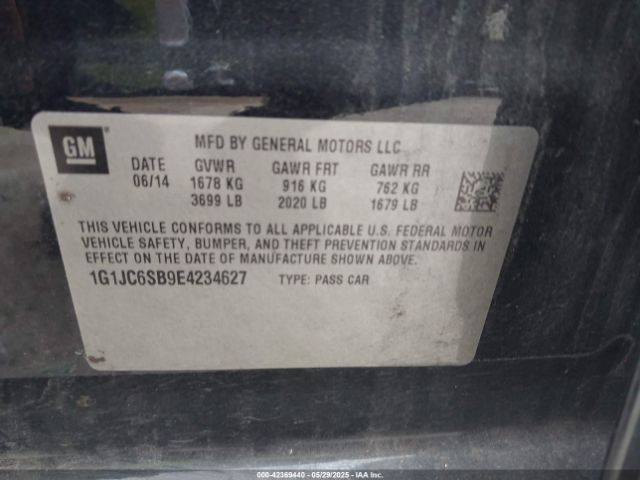 GM ®
MFD BY GENERAL MOTORS LLC
DATE GVWR GAWR FRT GAWR RR
06/14 1678 KG 916 KG 762 KG
3699 LB 2020 LB 1679 LB
THIS VEHICLE CONFORMS TO ALL APPLICABLE U.S. FEDERAL MOTOR
VEHICLE SAFETY, BUMPER, AND THEFT PREVENTION STANDARDS IN
EFFECT ON THE DATE OF MANUFACTURE SHOWN ABOVE.
1G1JC6SB9E4234627 TYPE: PASS CAR
000-42369440 - 05/29/2025 - IAA, Inc.